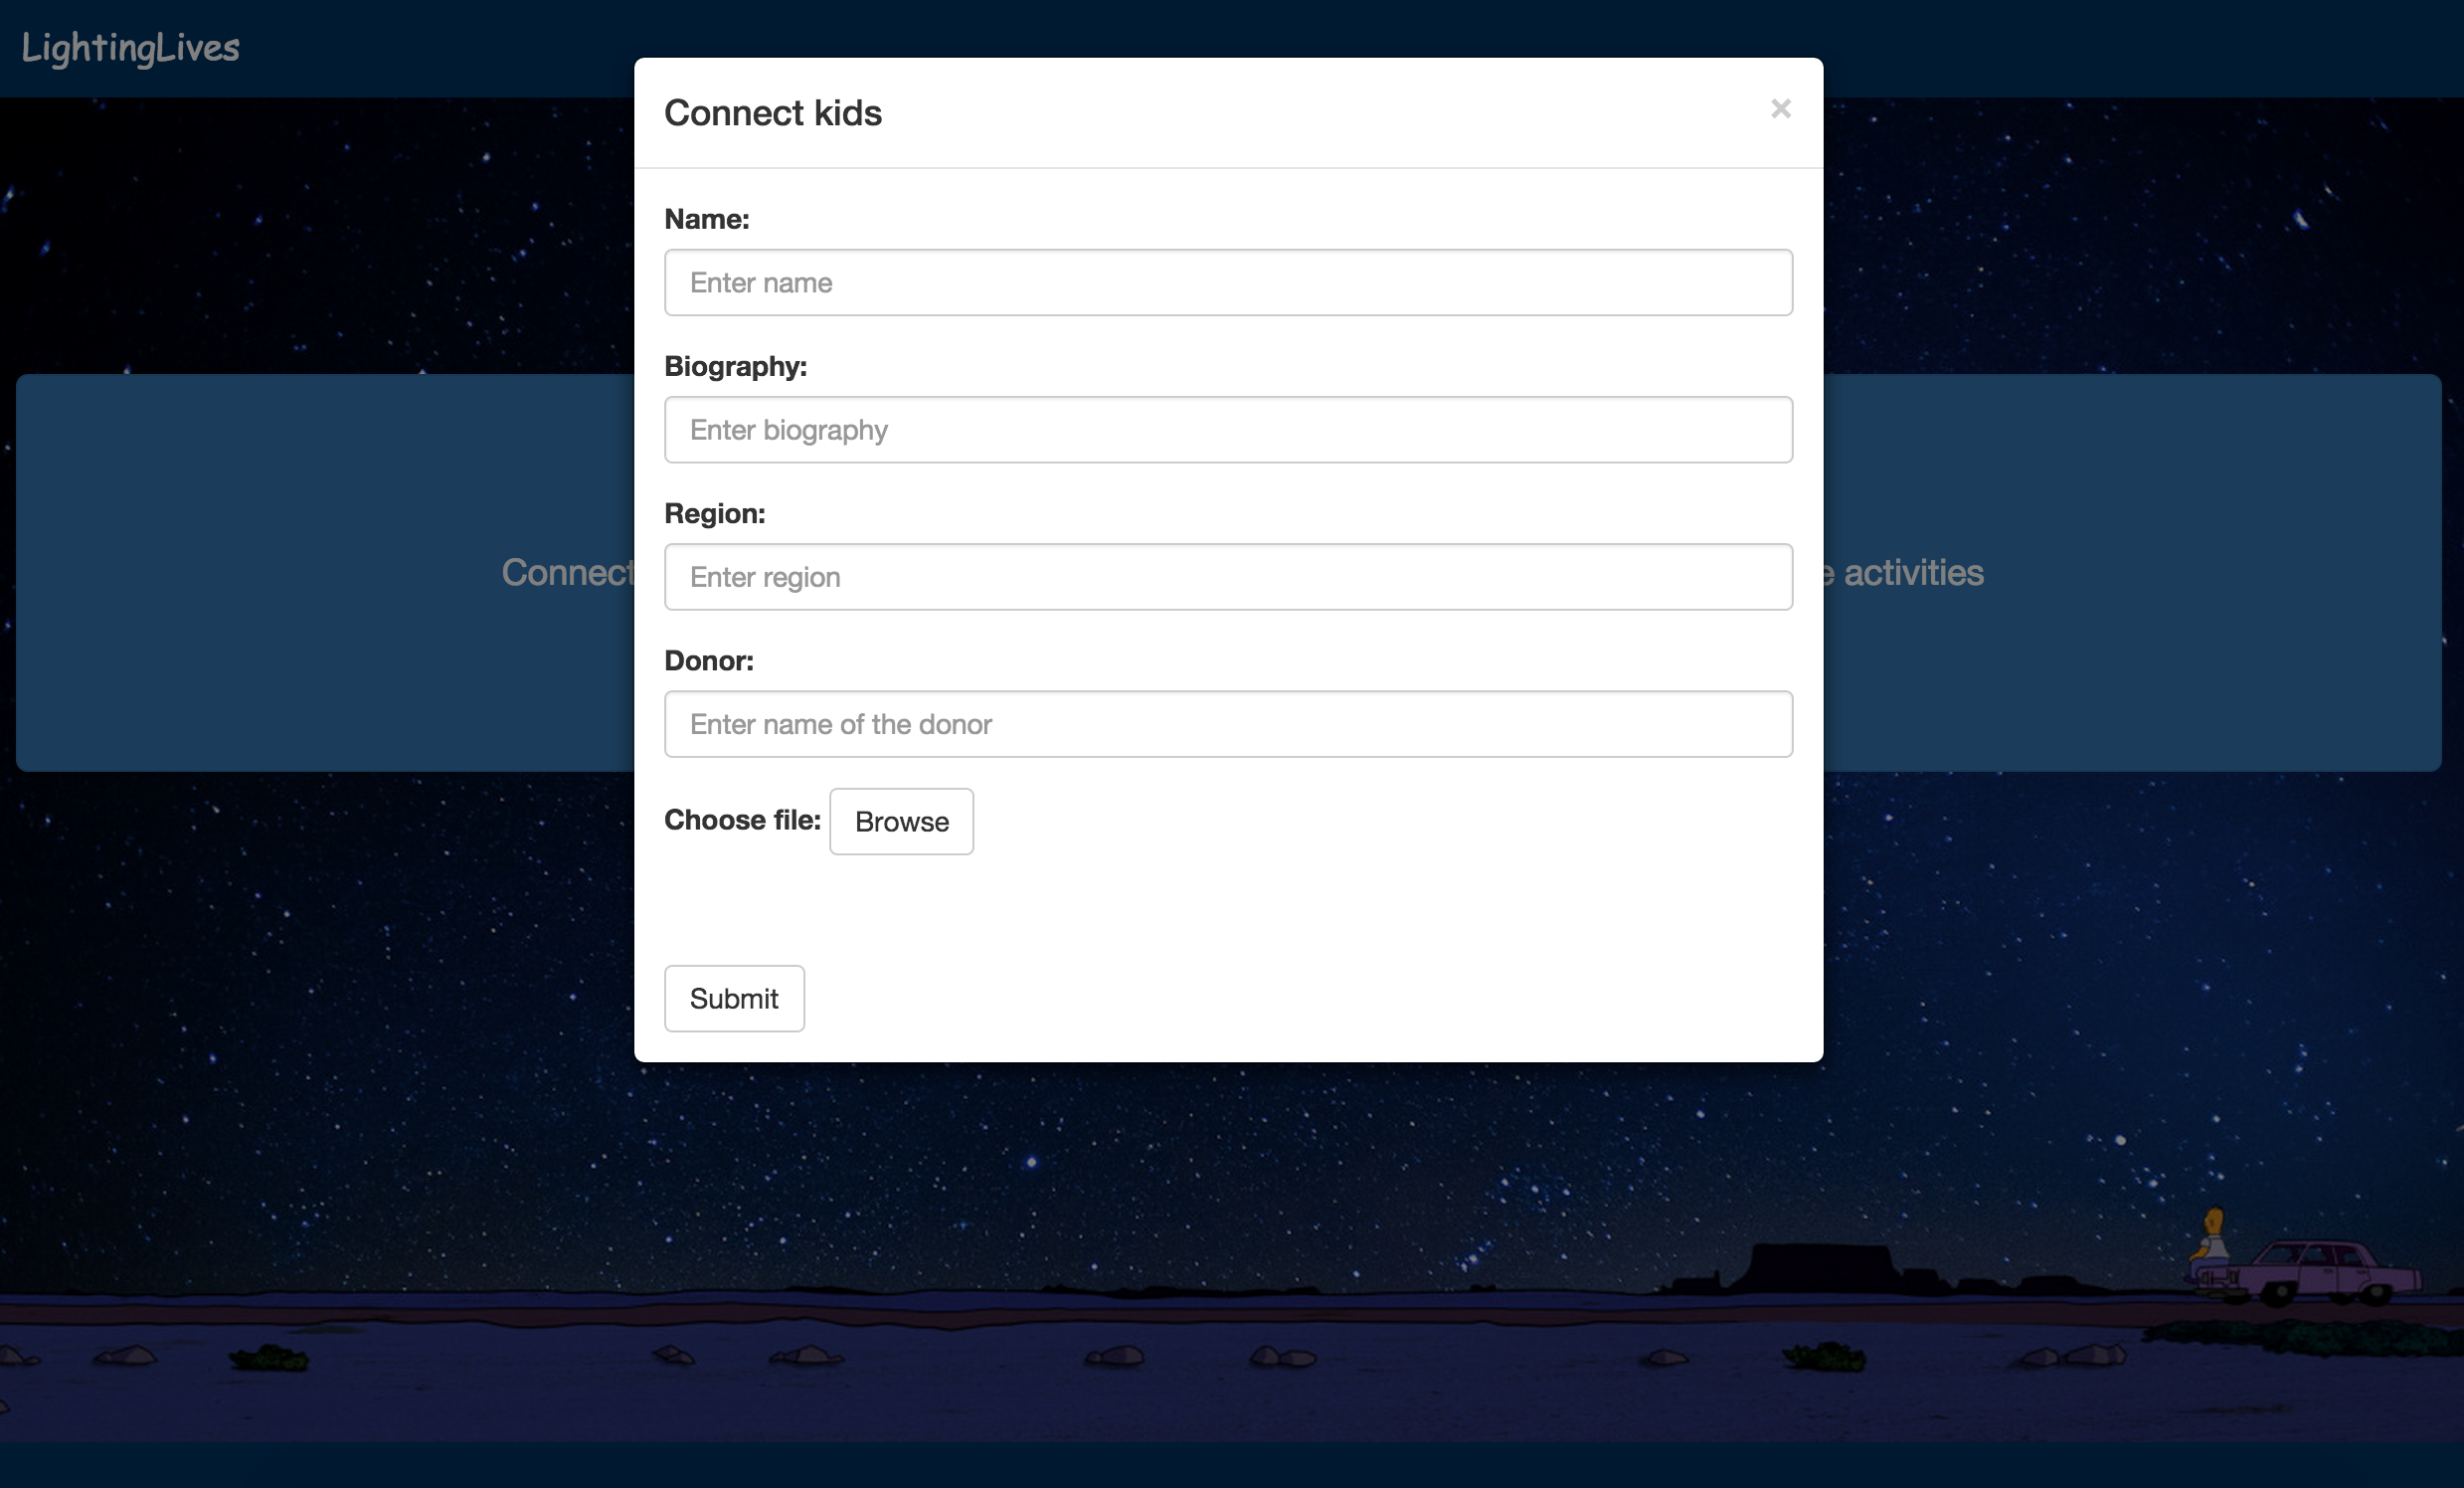 LightingLives
Connect kids
×
Name:
Enter name
Biography:
Enter biography
Region:
Enter region
Connect
activities
Donor:
Enter name of the donor
Choose file: Browse
Submit